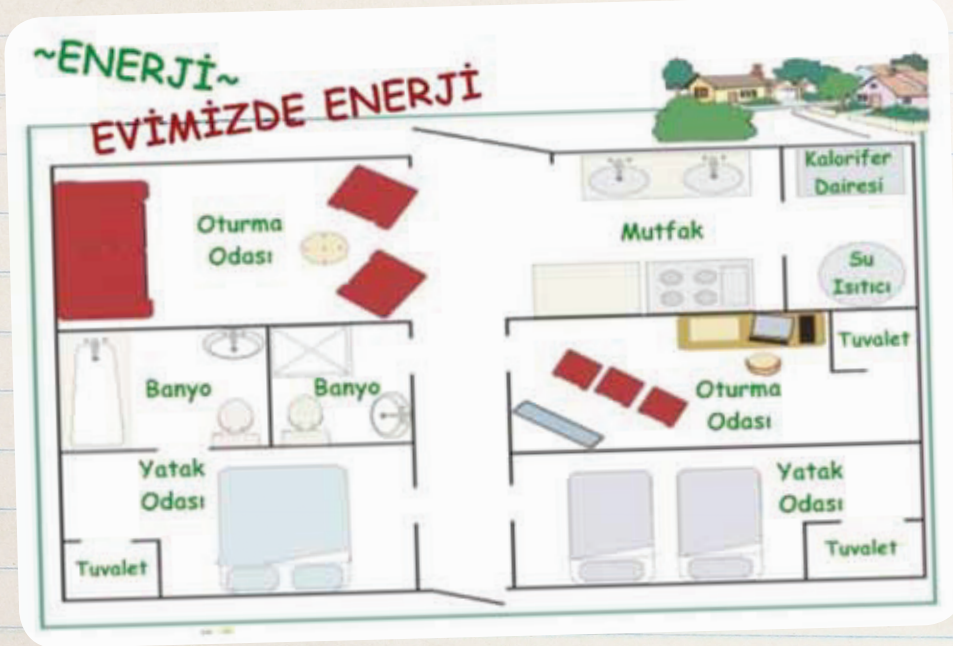 ~ENERJİ~
EVİMİZDE ENERJİ
Kalorifer
Dairesi
Oturma
Odası
Mutfak
Su
Isıtıcı
Tuvalet
Banyo
Banyo
Oturma
Odası
Yatak
Odası
Yatak
Odası
Tuvalet
Tuvalet